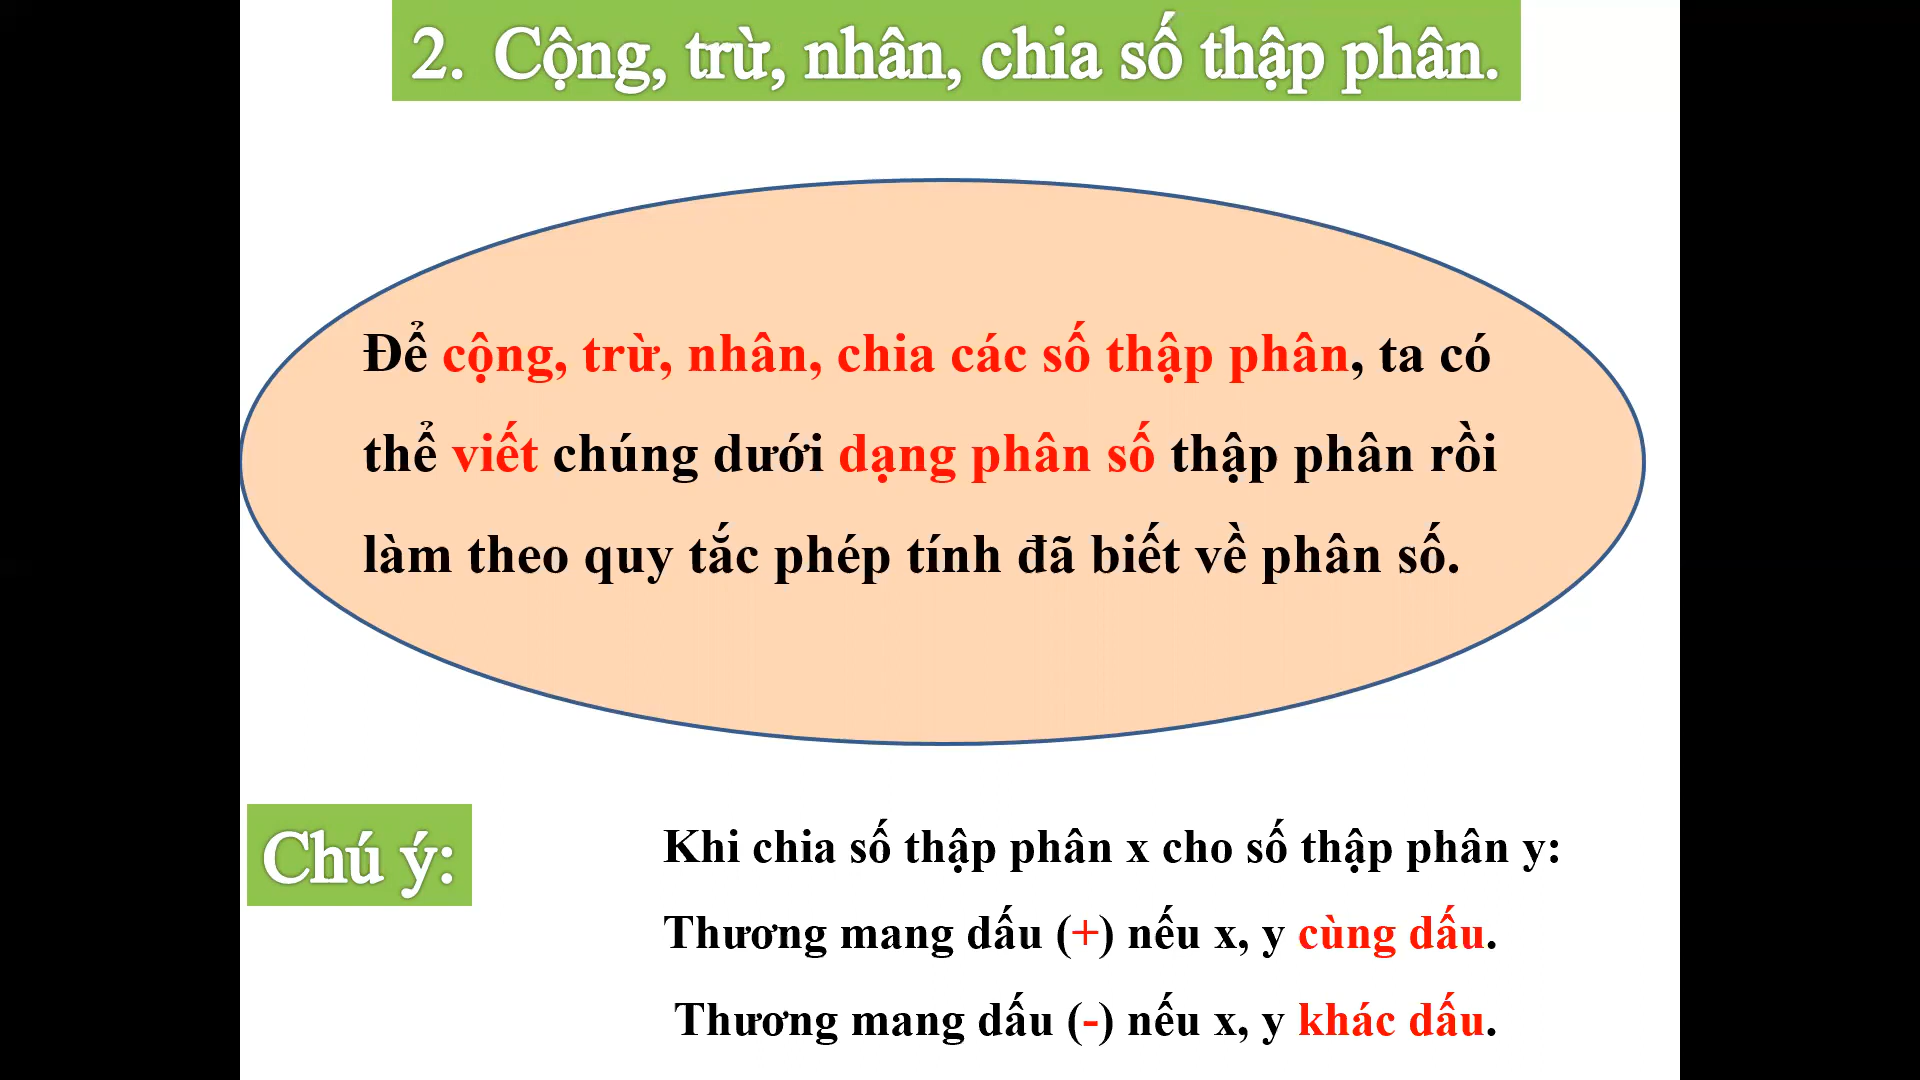 2. Cộng, trừ, nhân, chia số thập phân.
Để cộng, trừ, nhân, chia các số thập phân, ta có
thể viết chúng dưới dạng phân số thập phân rồi
làm theo quy tắc phép tính đã biết về phân số.
Chú ý:
Khi chia số thập phân x cho số thập phân y:
Thương mang dấu (+) nếu x, y cùng dấu.
Thương mang dấu (-) nếu x, y khác dấu.